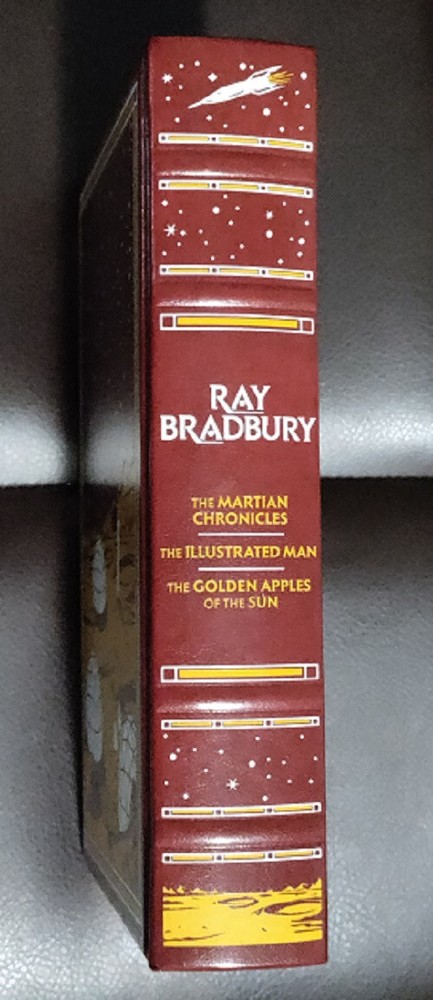 RAY
BRADBURY
THE MARTIAN
CHRONICLES
THE ILLUSTRATED MAN
THE GOLDEN APPLES
OF THE SUN